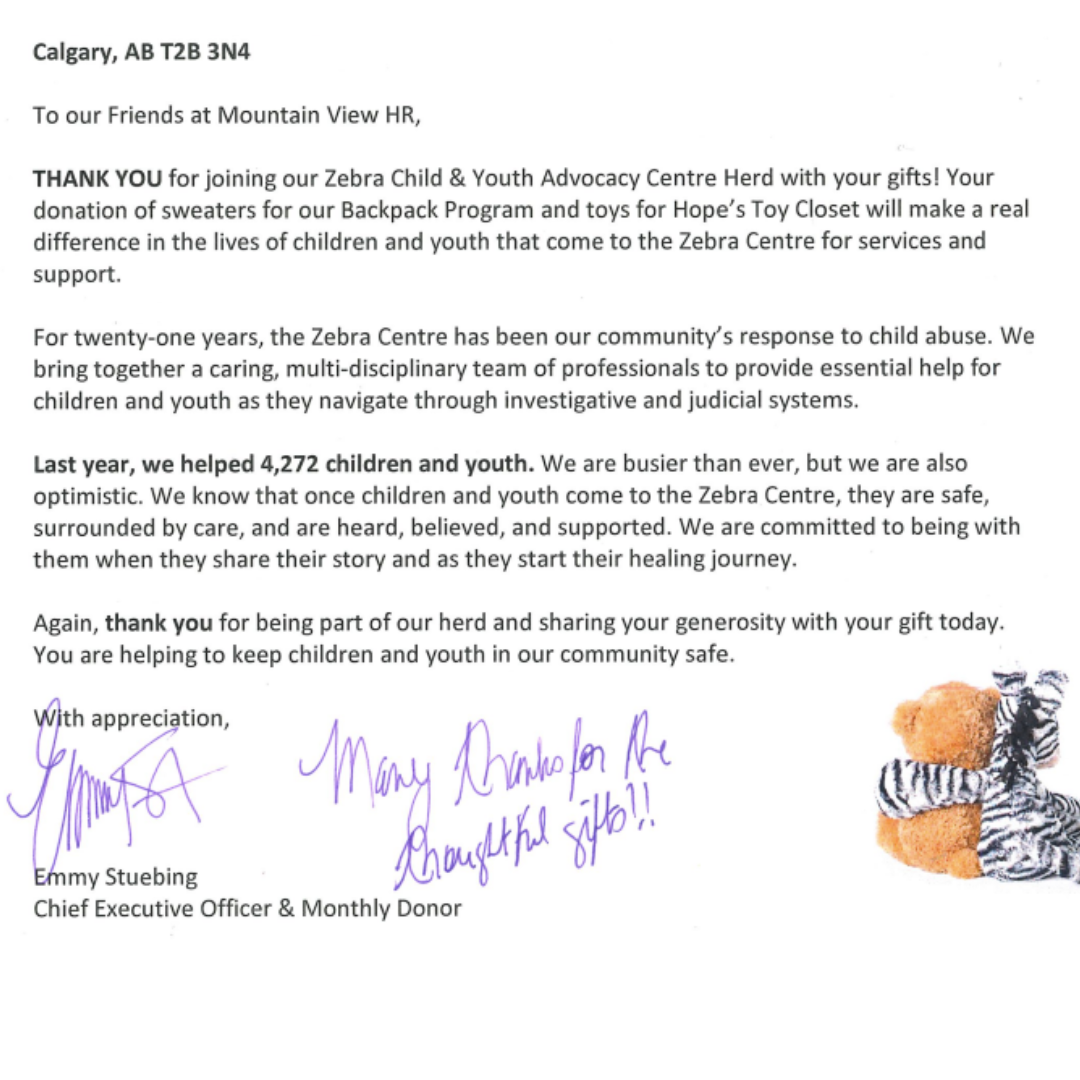 Calgary, AB T2B 3N4
To our Friends at Mountain View HR,
THANK YOU for joining our Zebra Child & Youth Advocacy Centre Herd with your gifts! Your
donation of sweaters for our Backpack Program and toys for Hope's Toy Closet will make a real
difference in the lives of children and youth that come to the Zebra Centre for services and
support.
For twenty-one years, the Zebra Centre has been our community's response to child abuse. We
bring together a caring, multi-disciplinary team of professionals to provide essential help for
children and youth as they navigate through investigative and judicial systems.
Last year, we helped 4,272 children and youth. We are busier than ever, but we are also
optimistic. We know that once children and youth come to the Zebra Centre, they are safe,
surrounded by care, and are heard, believed, and supported. We are committed to being with
them when they share their story and as they start their healing journey.
Again, thank you for being part of our herd and sharing your generosity with your gift today.
You are helping to keep children and youth in our community safe.
With appreciation,
Many thanks for the
thoughtful gifts!!
Emmy Stuebing
Chief Executive Officer & Monthly Donor